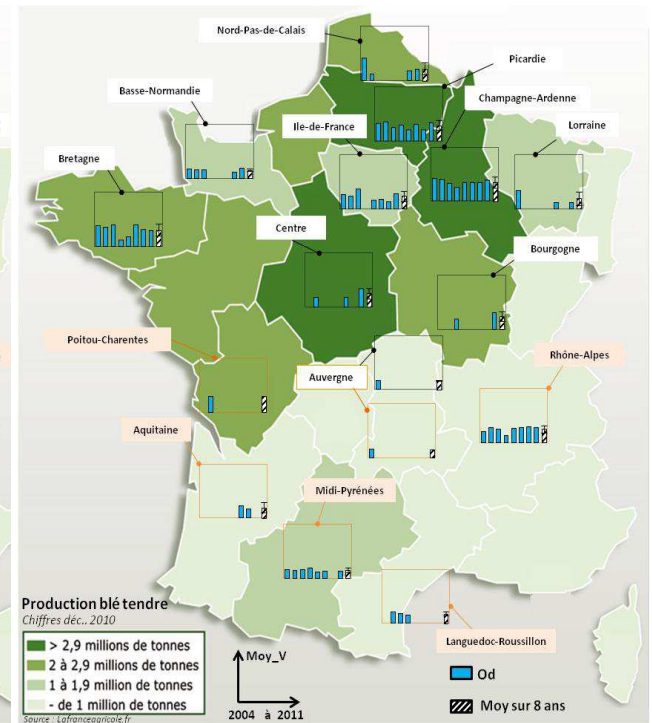 Nord-Pas-de-Calais
Picardie
Basse-Normandie
Champagne-Ardenne
Ile-de-France
Lorraine
Bretagne
Centre
Bourgogne
Poitou-Charentes
Rhône-Alpes
Auvergne
Aquitaine
Midi-Pyrénées
Languedoc-Roussillon
Production blé tendre
Chiffres déc.. 2010
> 2,9 millions de tonnes
2 à 2,9 millions de tonnes
1 à 1,9 million de tonnes
- de 1 million de tonnes
Source : Lafranceagricole.fr
Moy_V
2004 à 2011
Od
Moy sur 8 ans